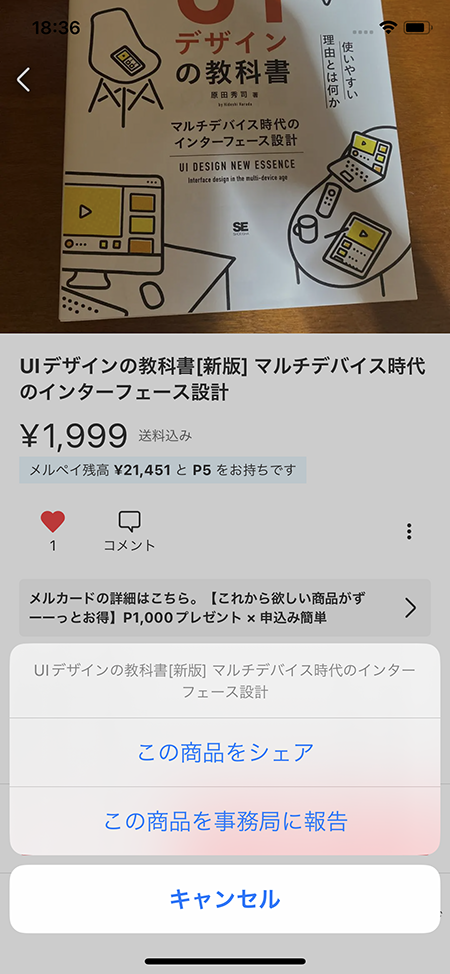 18:36
UI
デザイン
の教科書
原田秀司 著
by Hideshi Harada
使いやすい
理由とは何か
マルチデバイス時代の
インターフェース設計
UI DESIGN NEW ESSENCE
Interface design in the multi-device age
SE
UIデザインの教科書[新版] マルチデバイス時代
のインターフェース設計
¥1,999 送料込み
メルペイ残高 ¥21,451 と P5 をお持ちです
1
コメント
メルカードの詳細はこちら。【これから欲しい商品がず
ーーっとお得】P1,000プレゼント × 申込み簡単
UIデザインの教科書[新版] マルチデバイス時代のインター
フェース設計
この商品をシェア
この商品を事務局に報告
キャンセル